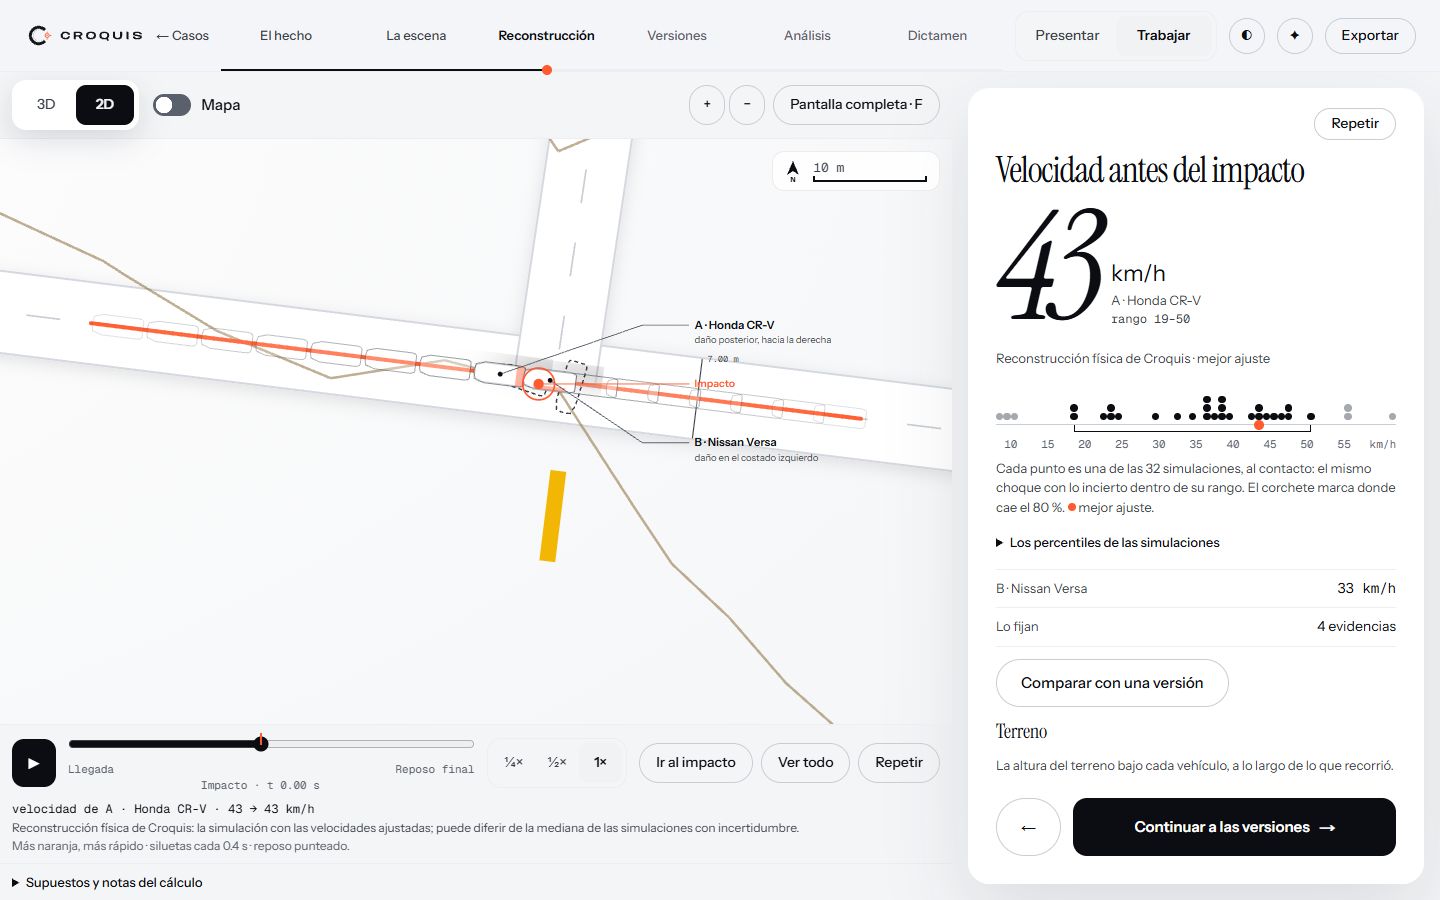 CROQUIS
← Casos
El hecho
La escena
Reconstrucción
Versiones
Análisis
Dictamen
Presentar
Trabajar
Exportar
3D
2D
Mapa
+
−
Pantalla completa · F
N
10 m
A · Honda CR-V
daño posterior, hacia la derecha
7.00 m
Impacto
B · Nissan Versa
daño en el costado izquierdo
Llegada
Reposo final
Impacto · t 0.00 s
¼×
½×
1×
Ir al impacto
Ver todo
Repetir
velocidad de A · Honda CR-V · 43 → 43 km/h
Reconstrucción física de Croquis: la simulación con las velocidades ajustadas; puede diferir de la mediana de las simulaciones con incertidumbre.
Más naranja, más rápido · siluetas cada 0.4 s · reposo punteado.
Supuestos y notas del cálculo
Repetir
Velocidad antes del impacto
43
km/h
A · Honda CR-V
rango 19–50
Reconstrucción física de Croquis · mejor ajuste
10 15 20 25 30 35 40 45 50 55 km/h
Cada punto es una de las 32 simulaciones, al contacto: el mismo
choque con lo incierto dentro de su rango. El corchete marca donde
cae el 80 %. mejor ajuste.
Los percentiles de las simulaciones
B · Nissan Versa
33 km/h
Lo fijan
4 evidencias
Comparar con una versión
Terreno
La altura del terreno bajo cada vehículo, a lo largo de lo que recorrió.
←
Continuar a las versiones →